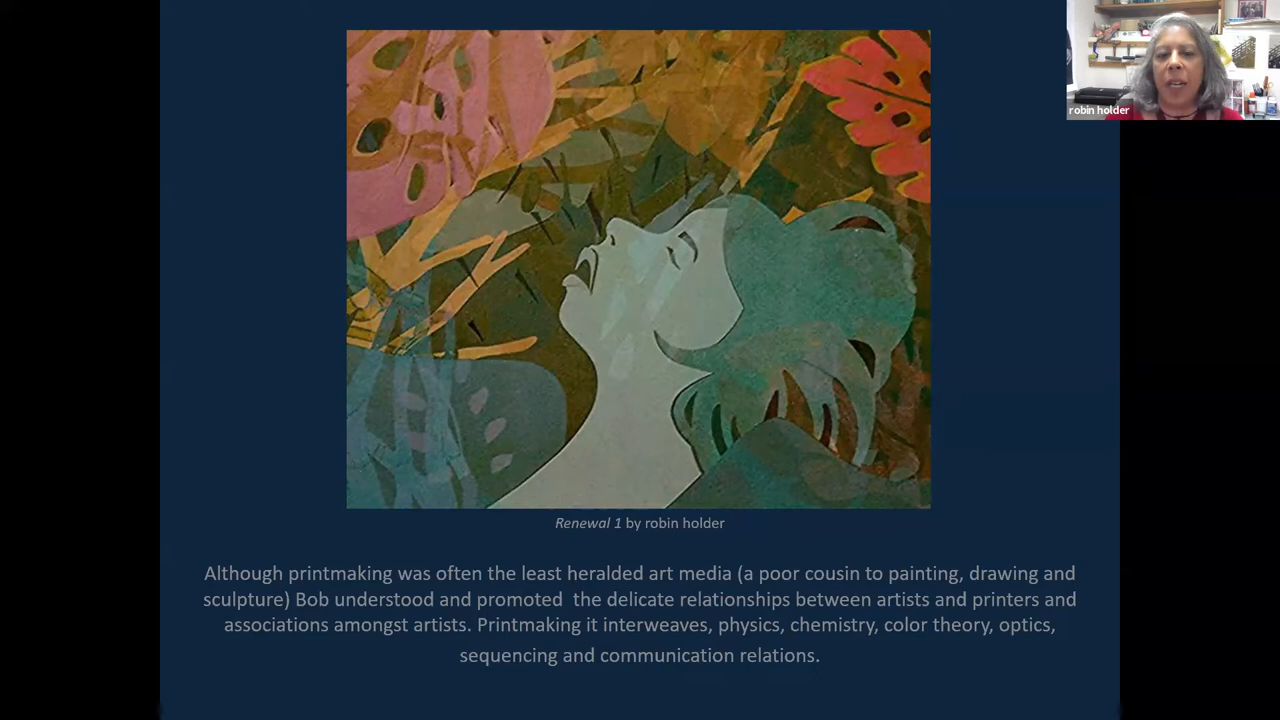 robin holder
Renewal 1 by robin holder
Although printmaking was often the least heralded art media (a poor cousin to painting, drawing and
sculpture) Bob understood and promoted  the delicate relationships between artists and printers and
associations amongst artists. Printmaking it interweaves, physics, chemistry, color theory, optics,
sequencing and communication relations.